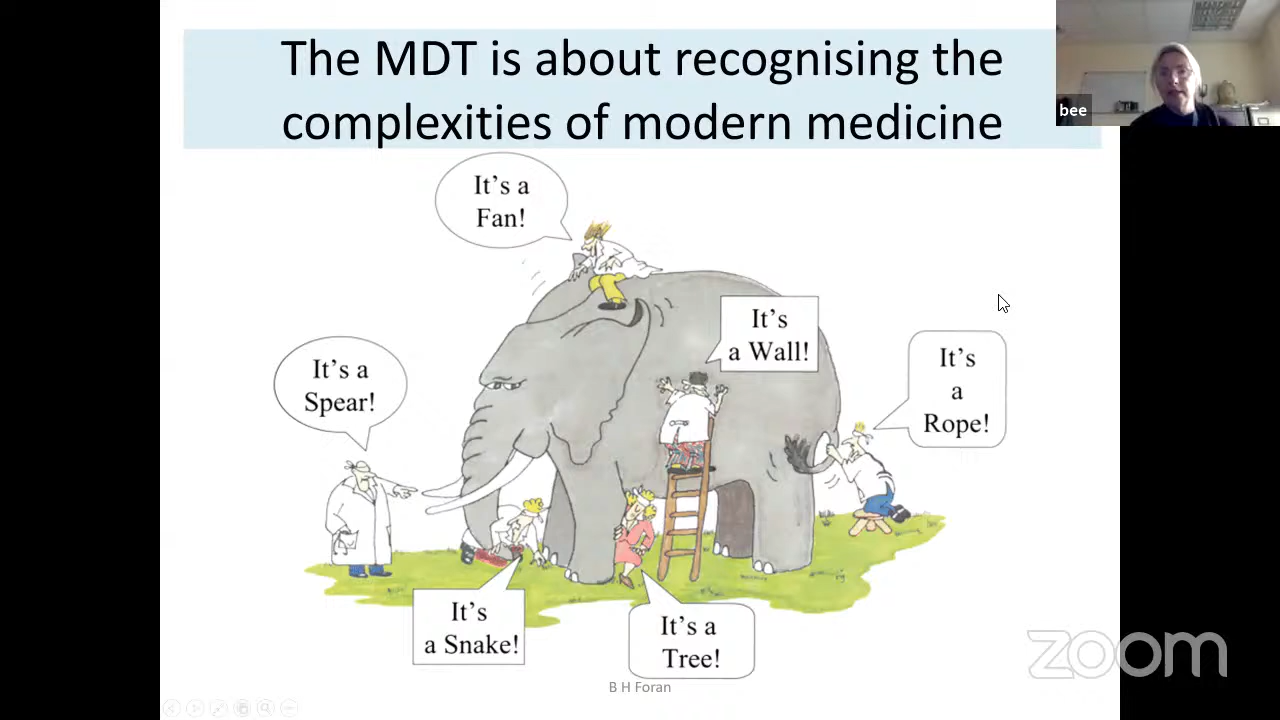 The MDT is about recognising the
complexities of modern medicine
bee
It's a
Fan!
It's
a Wall!
It's a
Spear!
It's
a
Rope!
It's
a Snake!
It's a
Tree!
B H Foran
zoom